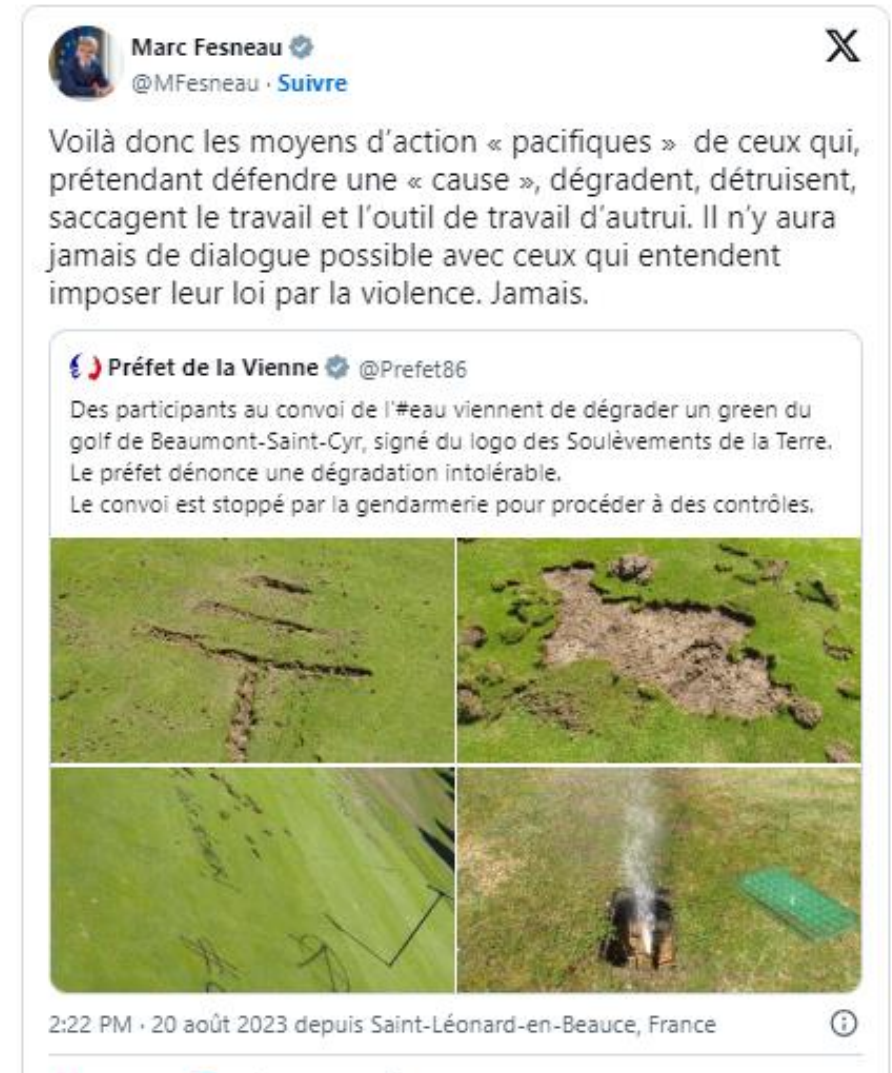 Marc Fesneau
@MFesneau · Suivre
Voilà donc les moyens d’action « pacifiques »  de ceux qui,
prétendant défendre une « cause », dégradent, détruisent,
saccagent le travail et l’outil de travail d’autrui. Il n’y aura
jamais de dialogue possible avec ceux qui entendent
imposer leur loi par la violence. Jamais.
Préfet de la Vienne @Prefet86
Des participants au convoi de l'#eau viennent de dégrader un green du
golf de Beaumont-Saint-Cyr, signé du logo des Soulèvements de la Terre.
Le préfet dénonce une dégradation intolérable.
Le convoi est stoppé par la gendarmerie pour procéder à des contrôles.
2:22 PM · 20 août 2023 depuis Saint-Léonard-en-Beauce, France